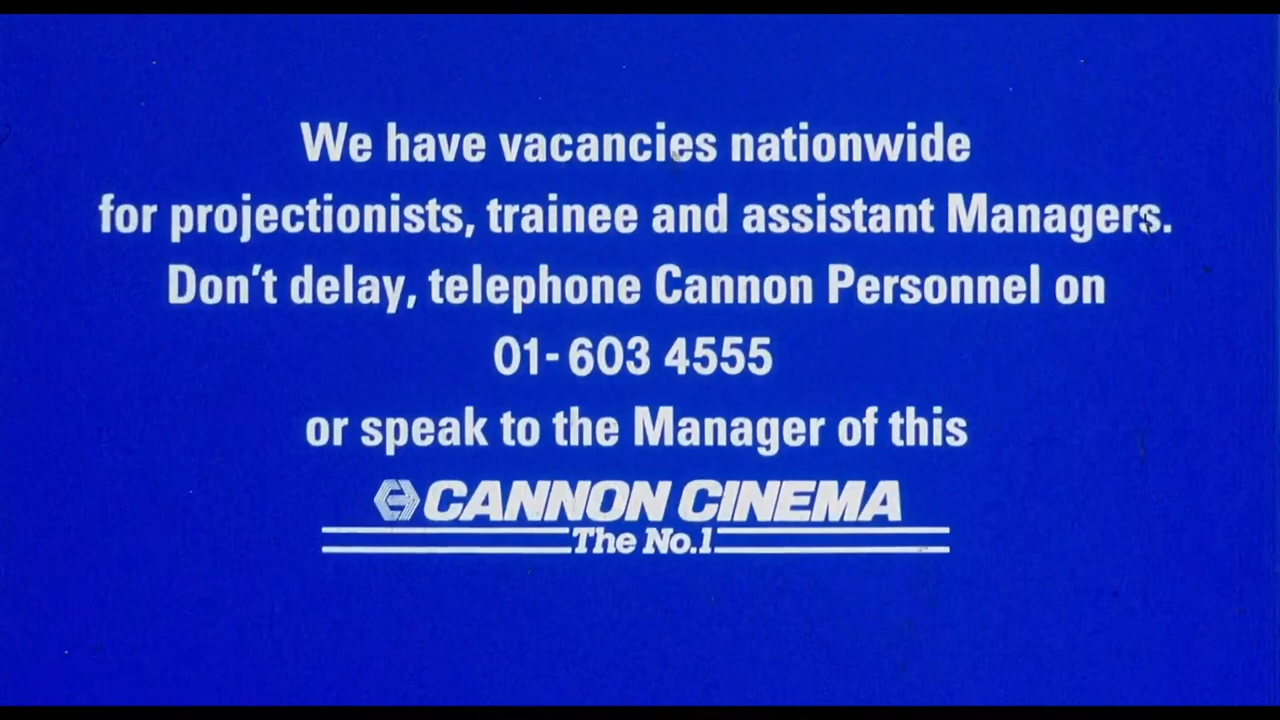 We have vacancies nationwide
for projectionists, trainee and assistant Managers.
Don't delay, telephone Cannon Personnel on
01-603 4555
or speak to the Manager of this
CANNON CINEMA
The No.1